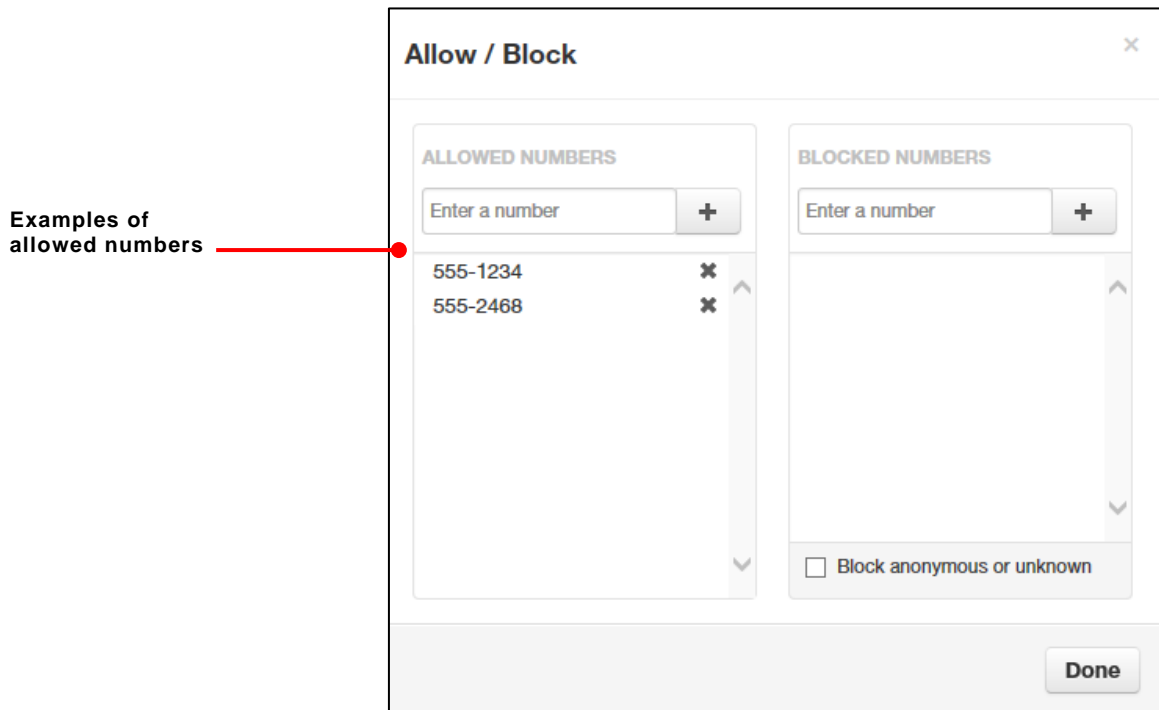 Allow / Block
ALLOWED NUMBERS
Enter a number
BLOCKED NUMBERS
Enter a number
Examples of
allowed numbers
555-1234
555-2468
Block anonymous or unknown
Done